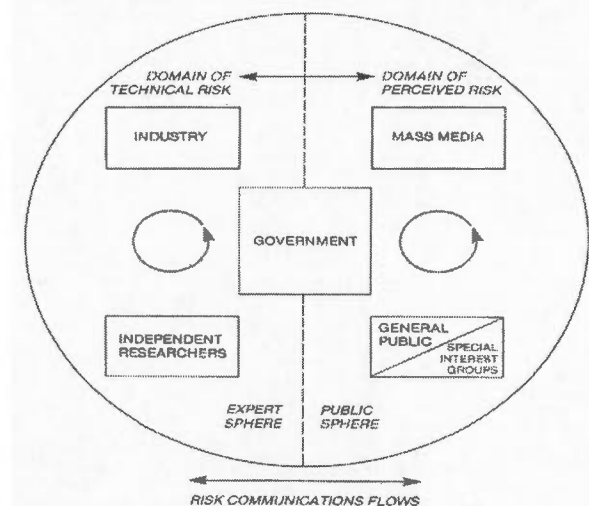 DOMAIN OF
TECHNICAL RISK
DOMAIN OF
PERCEIVED RISK
INDUSTRY
MASS MEDIA
GOVERNMENT
INDEPENDENT
RESEARCHERS
GENERAL
PUBLIC
SPECIAL
INTEREST
GROUPS
EXPERT
SPHERE
PUBLIC
SPHERE
RISK COMMUNICATIONS FLOWS